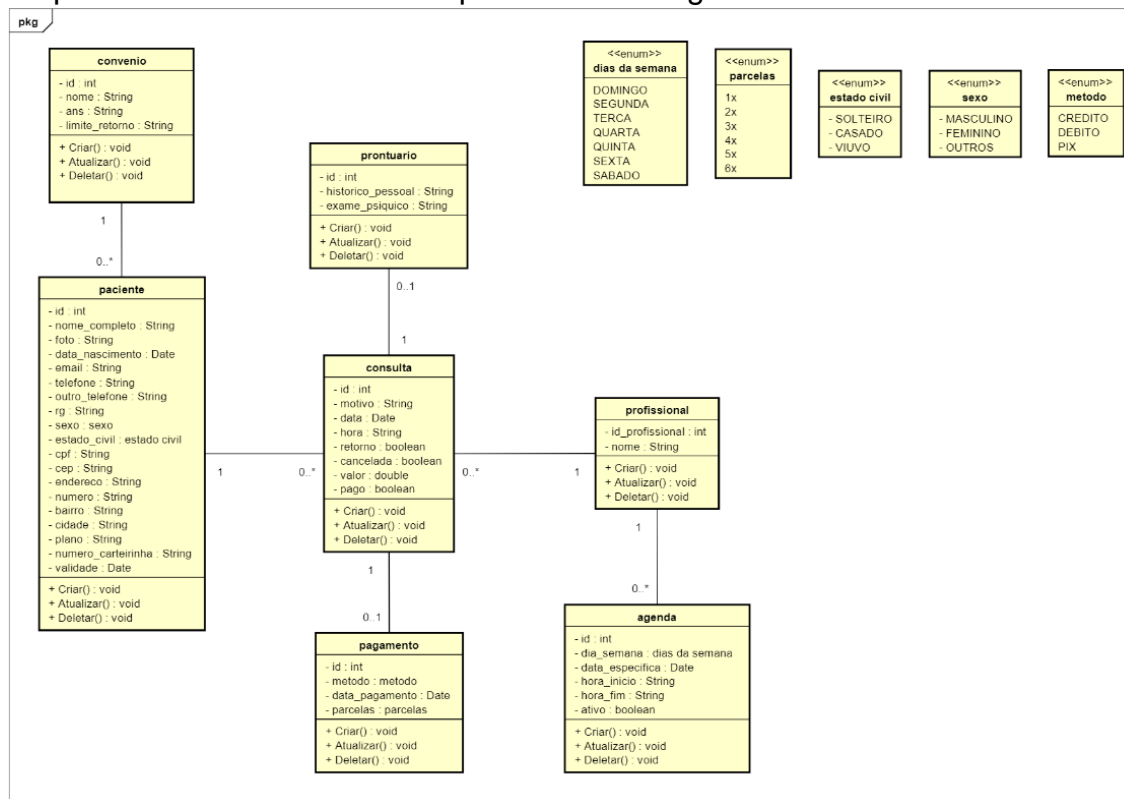 pkg
convenio
- id : int
- nome : String
- ans : String
- limite_retorno : String
+ Criar() : void
+ Atualizar() : void
+ Deletar() : void
1
0..*
<<enum>>
dias da semana
DOMINGO
SEGUNDA
TERCA
QUARTA
QUINTA
SEXTA
SABADO
<<enum>>
parcelas
1x
2x
3x
4x
5x
6x
<<enum>>
estado civil
- SOLTEIRO
- CASADO
- VIUVO
<<enum>>
sexo
- MASCULINO
- FEMININO
- OUTROS
<<enum>>
metodo
CREDITO
DEBITO
PIX
prontuario
- id : int
- historico_pessoal : String
- exame_psiquico : String
+ Criar() : void
+ Atualizar() : void
+ Deletar() : void
0..1
1
paciente
- id : int
- nome_completo : String
- foto : String
- data_nascimento : Date
- email : String
- telefone : String
- outro_telefone : String
- rg : String
- sexo : sexo
- estado_civil : estado civil
- cpf : String
- cep : String
- endereco : String
- numero : String
- bairro : String
- cidade : String
- plano : String
- numero_carteirinha : String
- validade : Date
+ Criar() : void
+ Atualizar() : void
+ Deletar() : void
1
0..*
consulta
- id : int
- motivo : String
- data : Date
- hora : String
- retorno : boolean
- cancelada : boolean
- valor : double
- pago : boolean
+ Criar() : void
+ Atualizar() : void
+ Deletar() : void
0..*
1
profissional
- id_profissional : int
- nome : String
+ Criar() : void
+ Atualizar() : void
+ Deletar() : void
1
0..*
1
0..1
pagamento
- id : int
- metodo : metodo
- data_pagamento : Date
- parcelas : parcelas
+ Criar() : void
+ Atualizar() : void
+ Deletar() : void
agenda
- id : int
- dia_semana : dias da semana
- data_especifica : Date
- hora_inicio : String
- hora_fim : String
- ativo : boolean
+ Criar() : void
+ Atualizar() : void
+ Deletar() : void